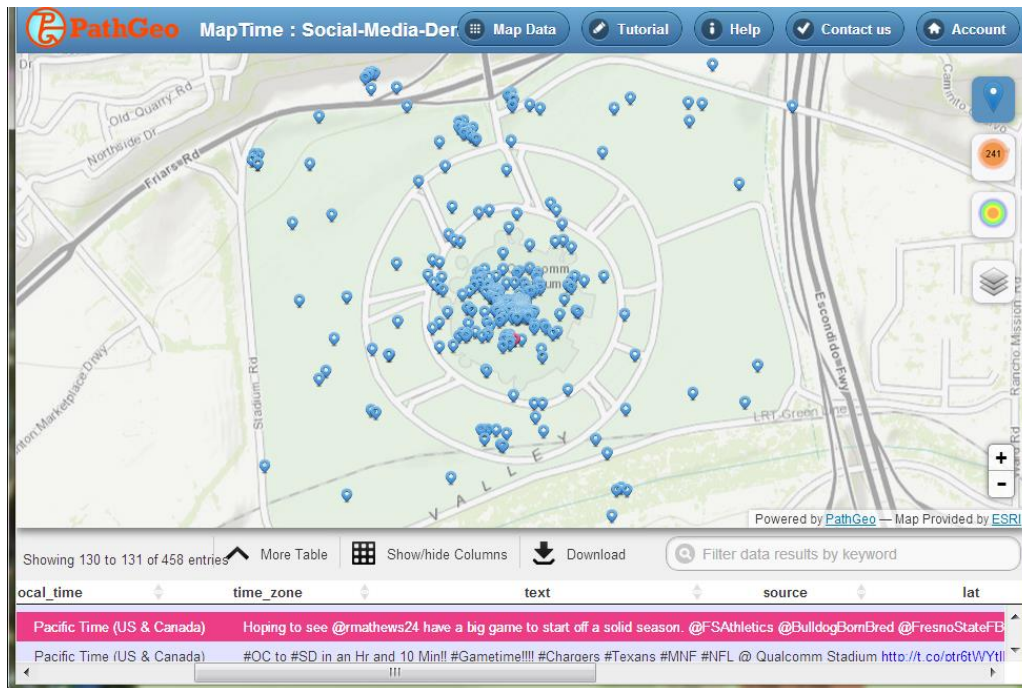 PathGeo MapTime : Social-Media-Der Map Data Tutorial Help Contact us Account
Dr
Old Quarry Rd
Northside Dr
Friars Rd
Caminito
241
Stadium Rd
Escondido Fwy
Rancho Mission Rd
Marketplace Drwy
LRT-Green Line
Ward Rd
VALLEY
+
-
Powered by PathGeo — Map Provided by ESRI
Showing 130 to 131 of 458 entries More Table Show/hide Columns Download Filter data results by keyword
ocal_time time_zone text source lat
Pacific Time (US & Canada) Hoping to see @rmathews24 have a big game to start off a solid season. @FSAthletics @BulldogBornBred @FresnoStateFB
Pacific Time (US & Canada) #OC to #SD in an Hr and 10 Min!! #Gametime!!!! #Chargers #Texans #MNF #NFL @ Qualcomm Stadium